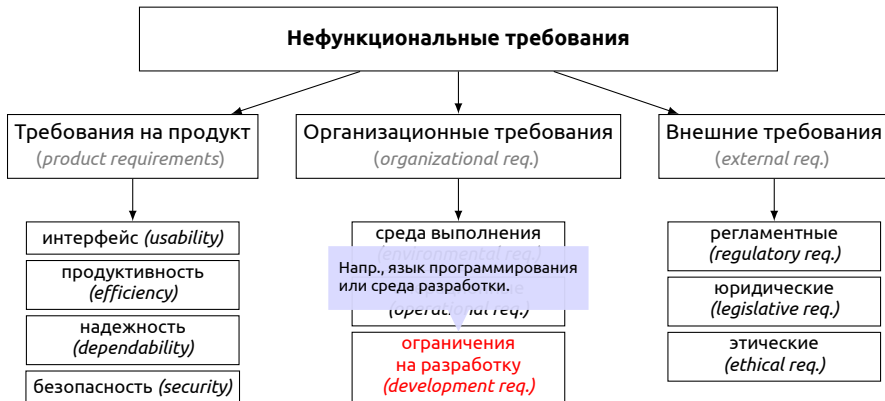 Нефункциональные требования
Требования на продукт
(product requirements)
Организационные требования
(organizational req.)
Внешние требования
(external req.)
интерфейс (usability)
продуктивность
(efficiency)
надежность
(dependability)
безопасность (security)
среда выполнения
(environmental req.)
Напр., язык программирования
или среда разработки.
(operational req.)
ограничения
на разработку
(development req.)
регламентные
(regulatory req.)
юридические
(legislative req.)
этические
(ethical req.)